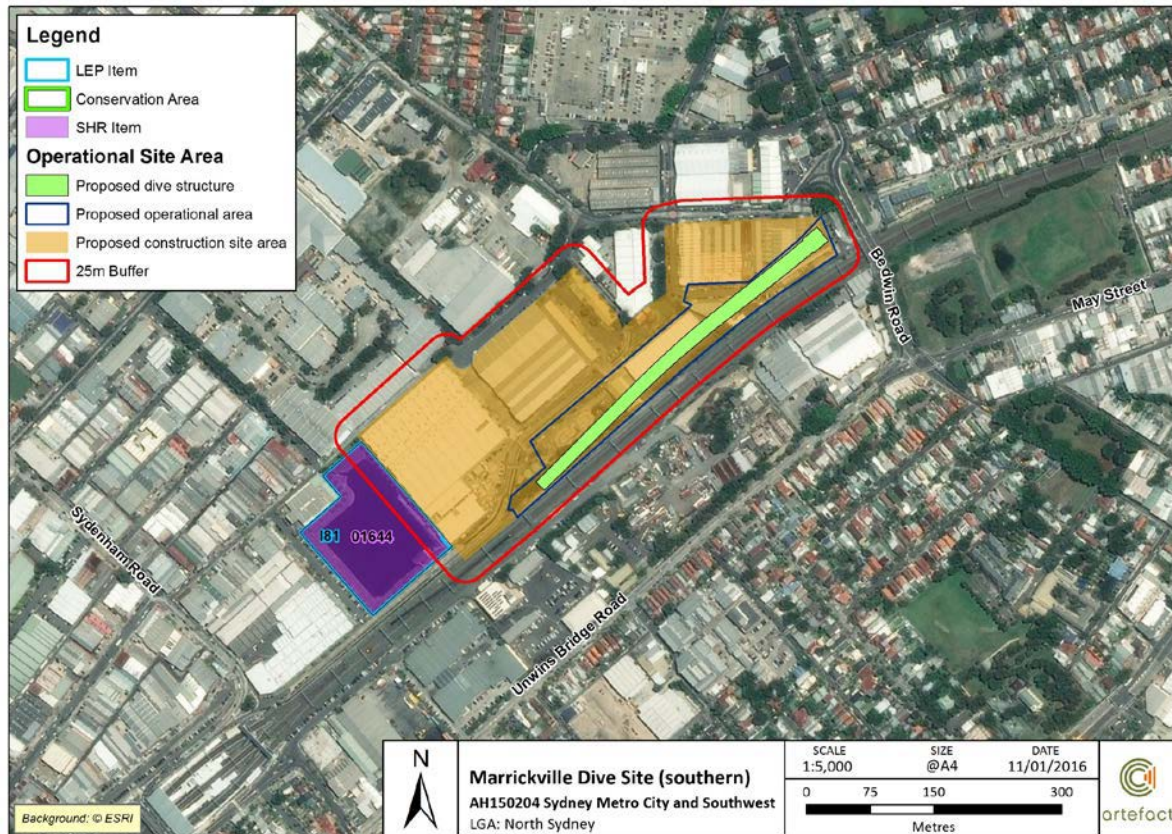 Legend
LEP Item
Conservation Area
SHR Item
Operational Site Area
Proposed dive structure
Proposed operational area
Proposed construction site area
25m Buffer
Bedwin Road
May Street
Sydenham Road
I81 01644
Unwins Bridge Road
Background: © ESRI
N
Marrickville Dive Site (southern)
AH150204 Sydney Metro City and Southwest
LGA: North Sydney
SCALE SIZE DATE
1:5,000 @A4 11/01/2016
0 75 150 300
Metres
artefact